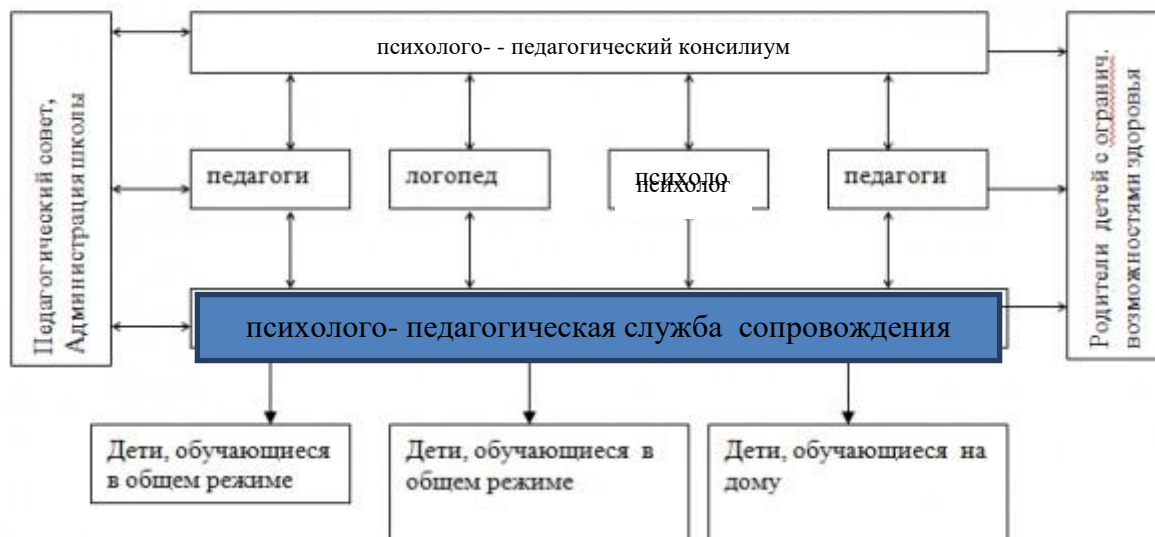 психолого- - педагогический консилиум
Педагогический совет,
Администрация школы
педагоги
логопед
психоло
психолог
педагоги
Родители детей с огранич.
возможностями здоровья
психолого- педагогическая служба сопровождения
Дети, обучающиеся
в общем режиме
Дети, обучающиеся в
общем режиме
Дети, обучающиеся на
дому